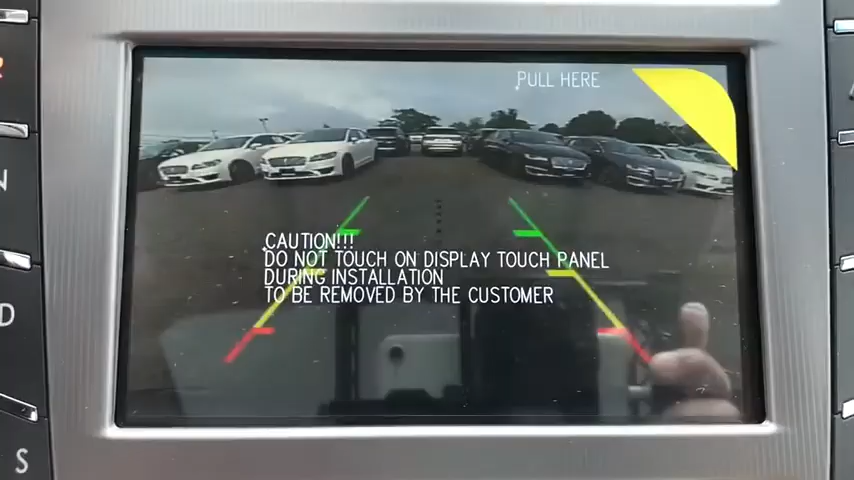 PULL HERE
CAUTION!!!
DO NOT TOUCH ON DISPLAY TOUCH PANEL
DURING INSTALLATION
TO BE REMOVED BY THE CUSTOMER
N
D
S